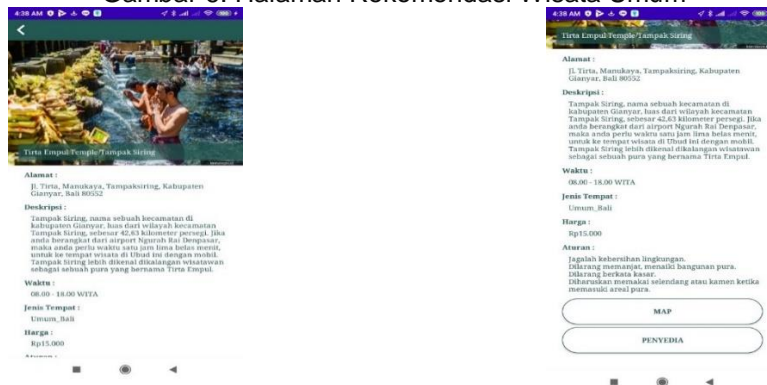 Gambar 6. Halaman Rekomendasi Wisata Umum
4:38 AM
Tirta Empul Temple/Tampak Siring
Alamat :
Jl. Tirta, Manukaya, Tampaksiring, Kabupaten
Gianyar, Bali 80552
Deskripsi :
Tampak Siring, nama sebuah kecamatan di
kabupaten Gianyar, luas dari wilayah kecamatan
Tampak Siring, sebesar 42,63 kilometer persegi. Jika
anda berangkat dari airport Ngurah Rai Denpasar,
maka anda perlu waktu satu jam lima belas menit,
untuk ke tempat wisata di Ubud ini dengan mobil.
Tampak Siring lebih dikenal dikalangan wisatawan
sebagai sebuah pura yang bernama Tirta Empul.
Waktu :
08.00 - 18.00 WITA
Jenis Tempat :
Umum_Bali
Harga :
Rp15.000
Aturan :
4:38 AM
Tirta Empul Temple/Tampak Siring
Alamat :
Jl. Tirta, Manukaya, Tampaksiring, Kabupaten
Gianyar, Bali 80552
Deskripsi :
Tampak Siring, nama sebuah kecamatan di
kabupaten Gianyar, luas dari wilayah kecamatan
Tampak Siring, sebesar 42,63 kilometer persegi. Jika
anda berangkat dari airport Ngurah Rai Denpasar,
maka anda perlu waktu satu jam lima belas menit,
untuk ke tempat wisata di Ubud ini dengan mobil.
Tampak Siring lebih dikenal dikalangan wisatawan
sebagai sebuah pura yang bernama Tirta Empul.
Waktu :
08.00 - 18.00 WITA
Jenis Tempat :
Umum_Bali
Harga :
Rp15.000
Aturan :
Jagalah kebersihan lingkungan.
Dilarang memanjat, menaiki bangunan pura.
Dilarang berkata kasar.
Diharuskan memakai selendang atau kamen ketika
memasuki areal pura.
MAP
PENYEDIA